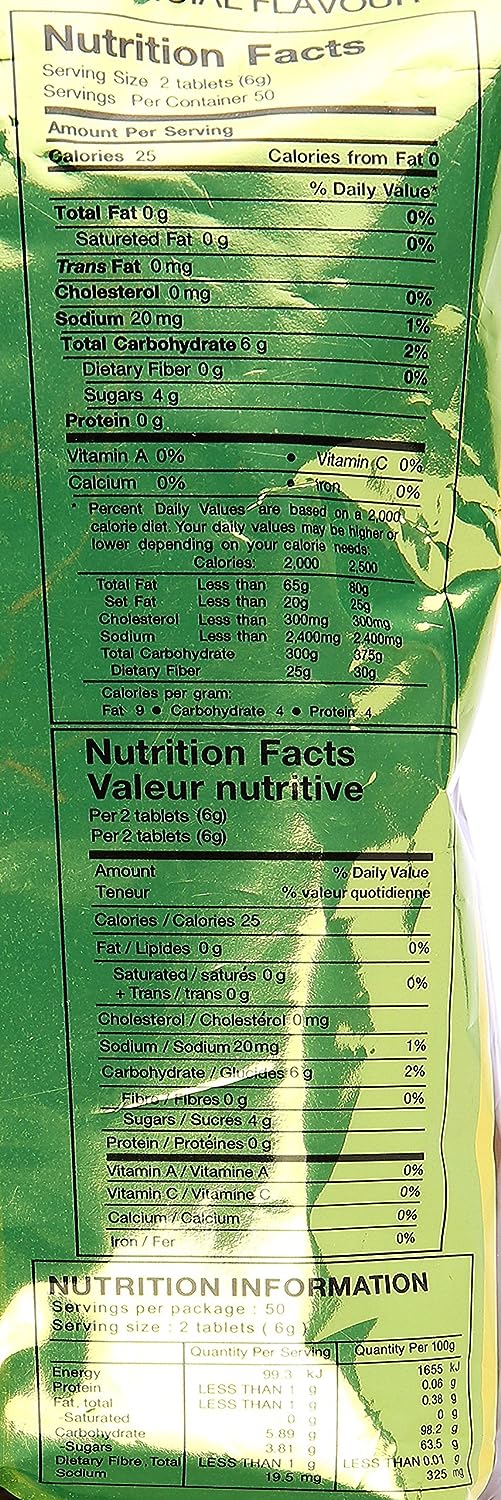 FLAVOUR
Nutrition Facts
Serving Size 2 tablets (6g)
Servings Per Container 50
Amount Per Serving
Calories 25 Calories from Fat 0
% Daily Value*
Total Fat 0 g 0%
Satureted Fat 0 g 0%
Trans Fat 0 mg
Cholesterol 0 mg 0%
Sodium 20 mg 1%
Total Carbohydrate 6 g 2%
Dietary Fiber 0 g 0%
Sugars 4 g
Protein 0 g
Vitamin A 0% • Vitamin C 0%
Calcium 0% • Iron 0%
* Percent Daily Values are based on a 2,000
calorie diet. Your daily values may be higher or
lower depending on your calorie needs:
Calories: 2,000 2,500
Total Fat Less than 65g 80g
Set Fat Less than 20g 25g
Cholesterol Less than 300mg 300mg
Sodium Less than 2,400mg 2,400mg
Total Carbohydrate 300g 375g
Dietary Fiber 25g 30g
Calories per gram:
Fat 9 • Carbohydrate 4 • Protein 4
Nutrition Facts
Valeur nutritive
Per 2 tablets (6g)
Per 2 tablets (6g)
Amount % Daily Value
Teneur % valeur quotidienne
Calories / Calories 25
Fat / Lipides 0 g 0%
Saturated / saturés 0 g
+ Trans / trans 0 g 0%
Cholesterol / Cholestérol 0 mg
Sodium / Sodium 20 mg 1%
Carbohydrate / Glucides 6 g 2%
Fibre / Fibres 0 g 0%
Sugars / Sucres 4 g
Protein / Protéines 0 g
Vitamin A / Vitamine A 0%
Vitamin C / Vitamine C 0%
Calcium / Calcium 0%
Iron / Fer 0%
NUTRITION INFORMATION
Servings per package : 50
Serving size : 2 tablets ( 6g )
Quantity Per Serving Quantity Per 100g
Energy 99.3 kJ 1655 kJ
Protein LESS THAN 1 g 0.06 g
Fat, total LESS THAN 1 g 0.38 g
-Saturated 0 g 0 g
Carbohydrate 5.89 g 98.2 g
-Sugars 3.81 g 63.5 g
Dietary Fibre, Total LESS THAN 1 g LESS THAN 0.01 g
Sodium 19.5 mg 325 mg